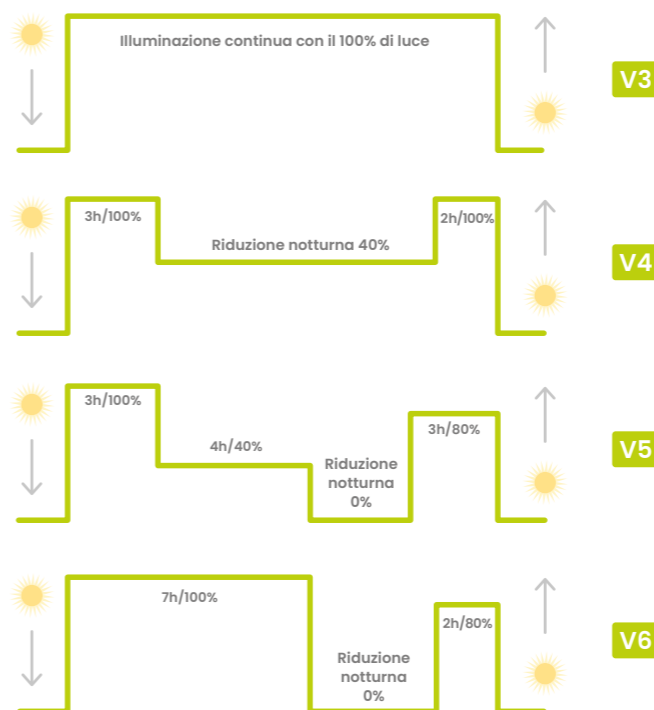 Illuminazione continua con il 100% di luce
V3
3h/100%
2h/100%
Riduzione notturna 40%
V4
3h/100%
4h/40%
3h/80%
Riduzione
notturna
0%
V5
7h/100%
2h/80%
Riduzione
notturna
0%
V6